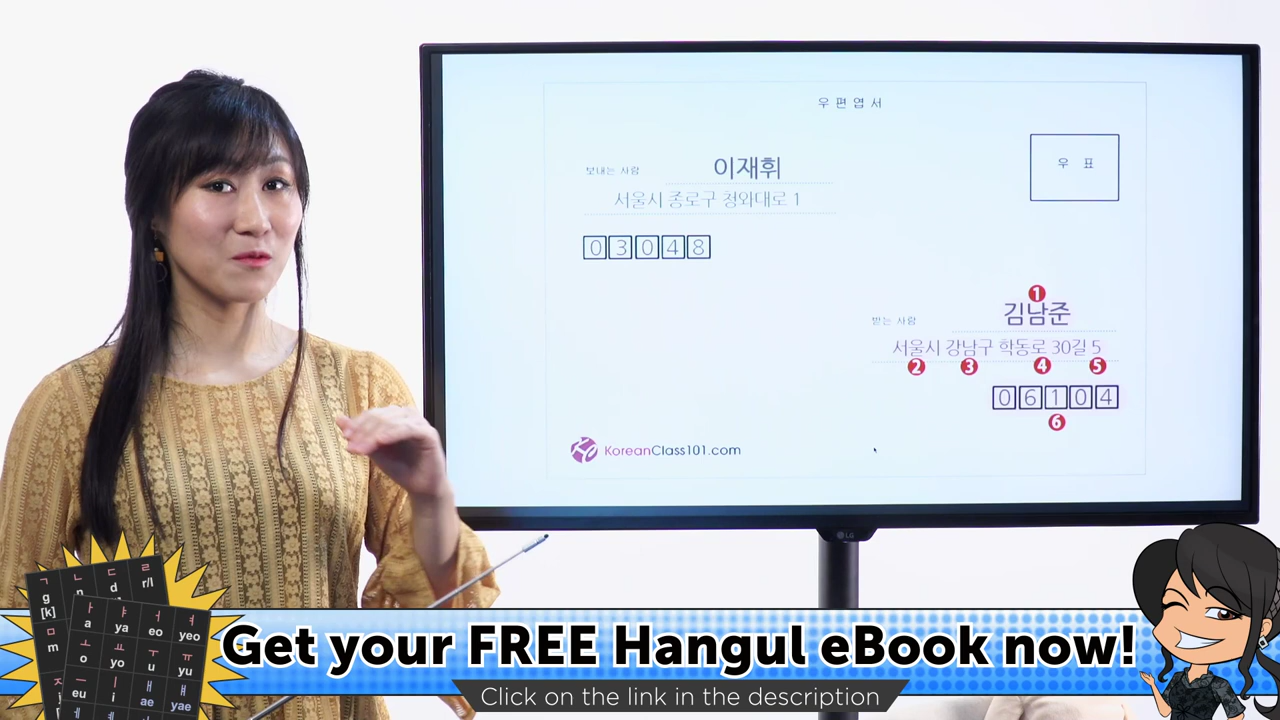 우편엽서
보내는 사람 이재휘
우 표
서울시 종로구 청와대로 1
03048
1
받는 사람 김남준
서울시 강남구 학동로 30길 5
2 3 4 5
06104
6
KoreanClass101.com
LG
ㄱ ㄴ ㄷ ㄹ
g n d r/l
[k]
ㅁ
m
ㅏ ㅑ ㅓ ㅕ
a ya eo yeo
ㅗ ㅛ ㅜ ㅠ
o yo u yu
ㅡ ㅣ ㅐ ㅒ
eu i ae yae
Get your FREE Hangul eBook now!
Click on the link in the description